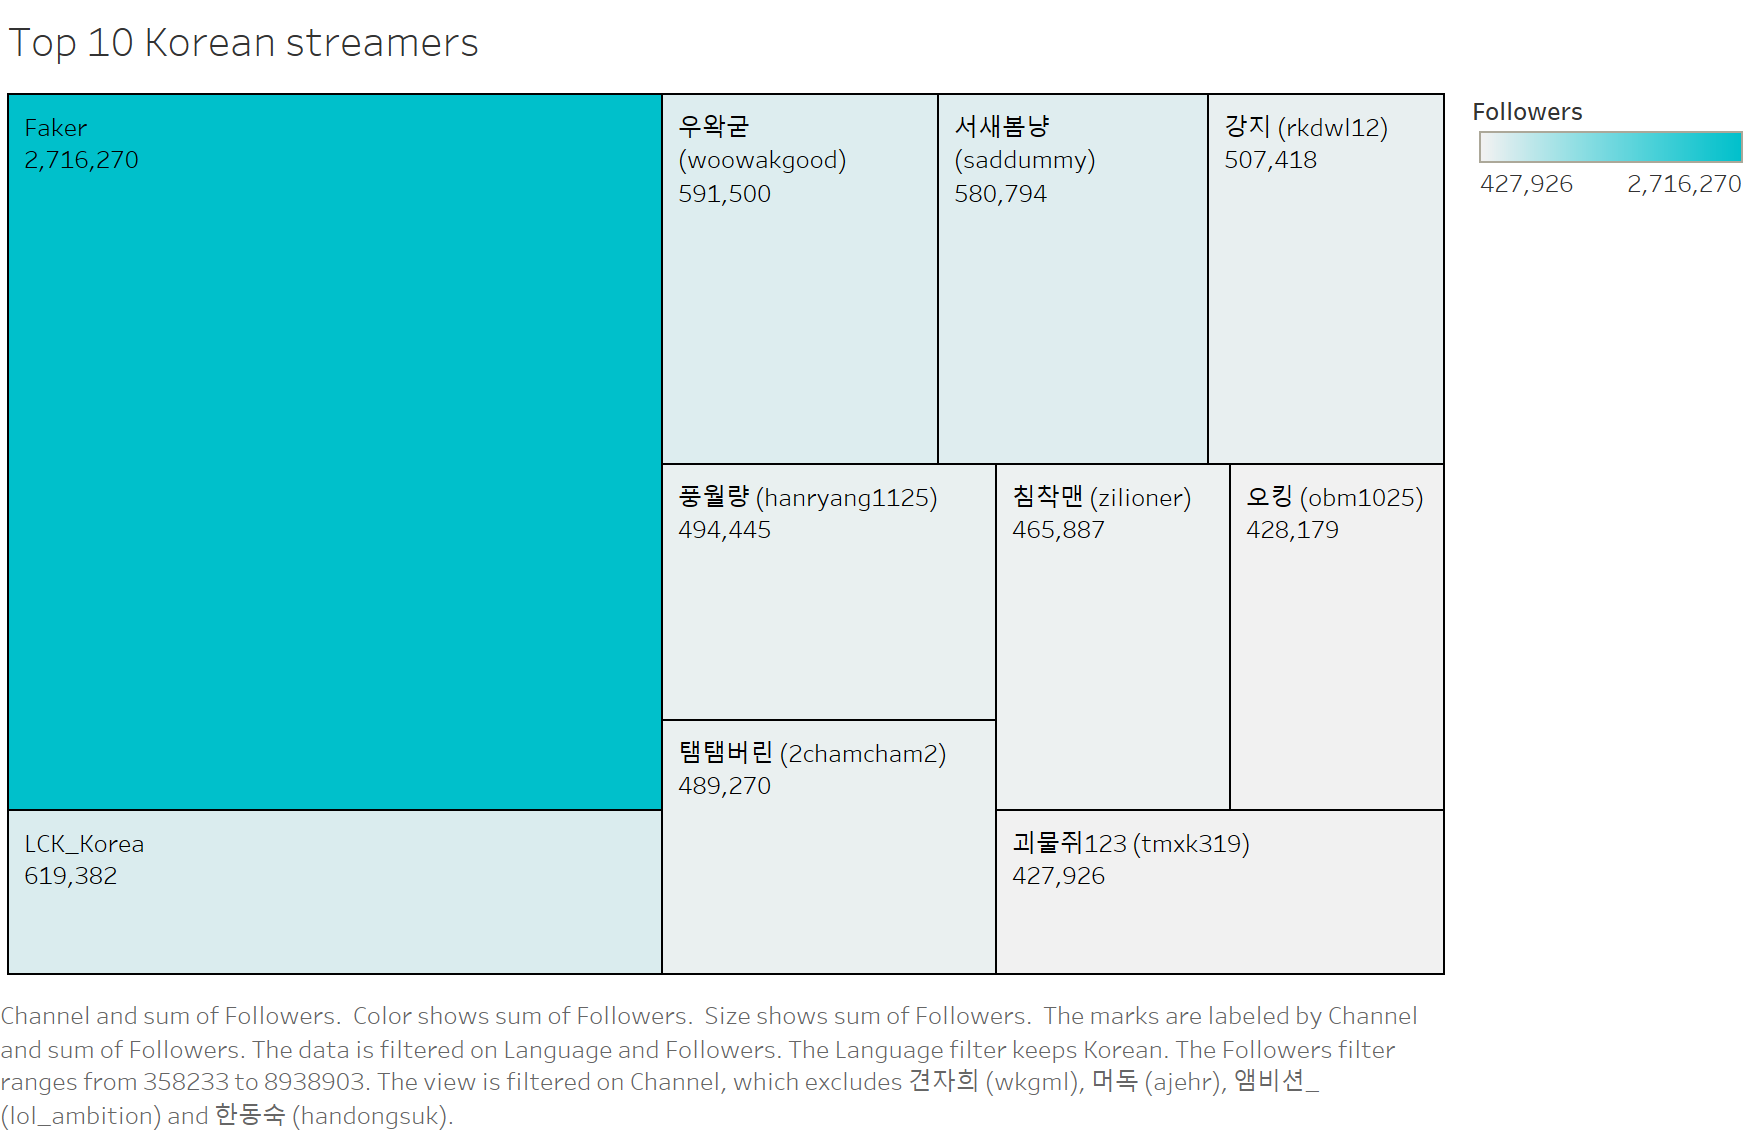 Top 10 Korean streamers
Faker
2,716,270
LCK_Korea
619,382
우왁굳
(woowakgood)
591,500
서새봄냥
(saddummy)
580,794
강지 (rkdwl12)
507,418
풍월량 (hanryang1125)
494,445
탬탬버린 (2chamcham2)
489,270
침착맨 (zilioner)
465,887
오킹 (obm1025)
428,179
괴물쥐123 (tmxk319)
427,926
Followers
427,926 2,716,270
Channel and sum of Followers.  Color shows sum of Followers.  Size shows sum of Followers.  The marks are labeled by Channel
and sum of Followers. The data is filtered on Language and Followers. The Language filter keeps Korean. The Followers filter
ranges from 358233 to 8938903. The view is filtered on Channel, which excludes 견자희 (wkgml), 머독 (ajehr), 앰비션_
(lol_ambition) and 한동숙 (handongsuk).